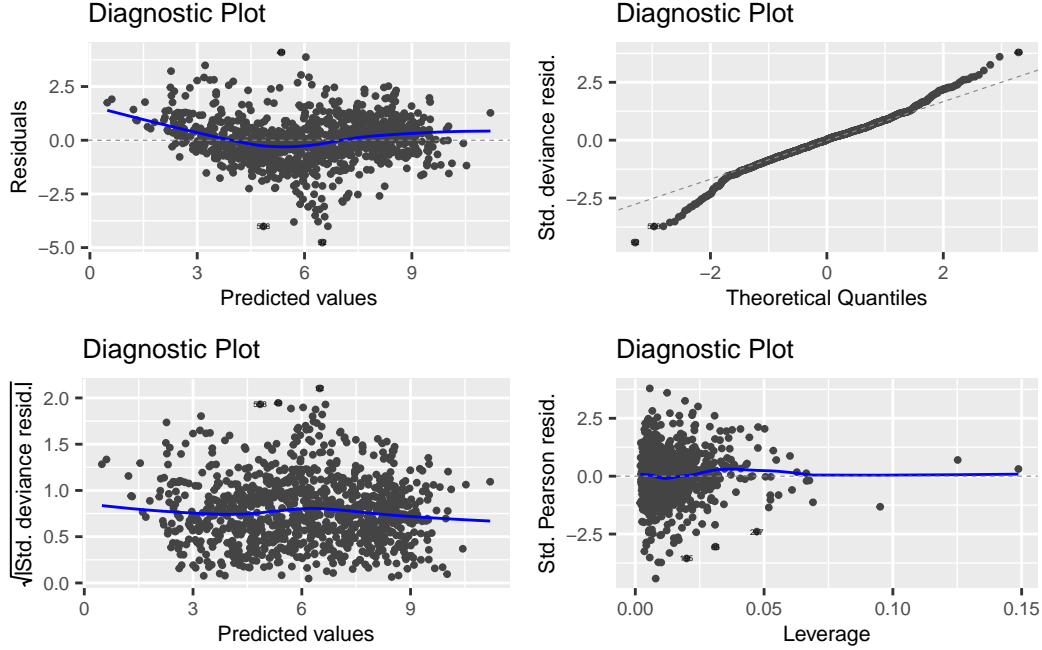 Diagnostic Plot
Residuals
2.5
0.0
−2.5
−5.0
0
3
6
9
Predicted values
Diagnostic Plot
Std. deviance resid.
2.5
0.0
−2.5
−2
0
2
Theoretical Quantiles
Diagnostic Plot
√|Std. deviance resid.|
2.0
1.5
1.0
0.5
0.0
0
3
6
9
Predicted values
Diagnostic Plot
Std. Pearson resid.
2.5
0.0
−2.5
0.00
0.05
0.10
0.15
Leverage